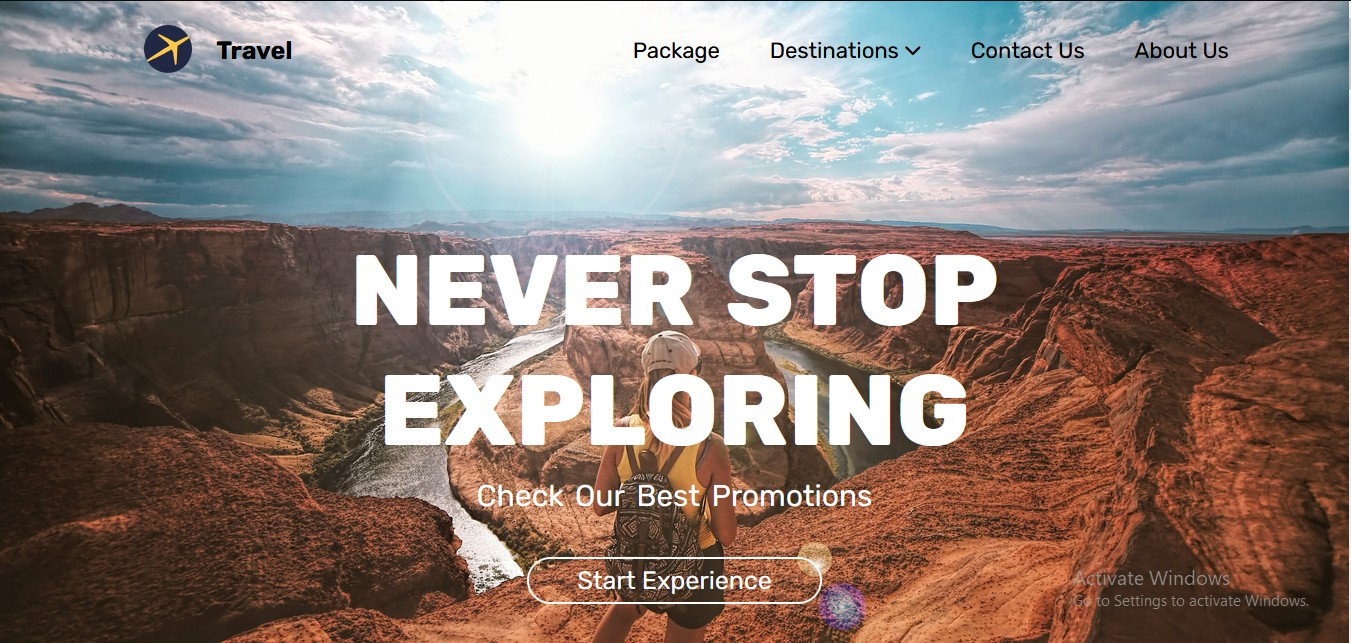 Travel
Package
Destinations
Contact Us
About Us
NEVER STOP
EXPLORING
Check Our Best Promotions
Start Experience
Activate Windows
Go to Settings to activate Windows.